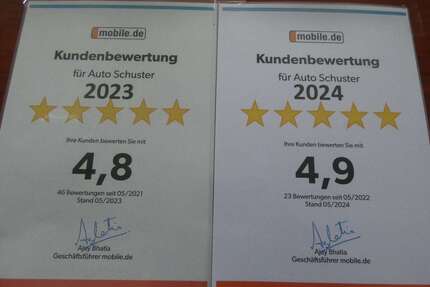 mobile.de
Kundenbewertung
für Auto Schuster
2023
Ihre Kunden bewerten Sie mit
4,8
46 Bewertungen seit 05/2021
Stand 05/2023
Ajay Bhatia
Geschäftsführer mobile.de
mobile.de
Kundenbewertung
für Auto Schuster
2024
Ihre Kunden bewerten Sie mit
4,9
23 Bewertungen seit 05/2022
Stand 05/2024
Ajay Bhatia
Geschäftsführer mobile.de